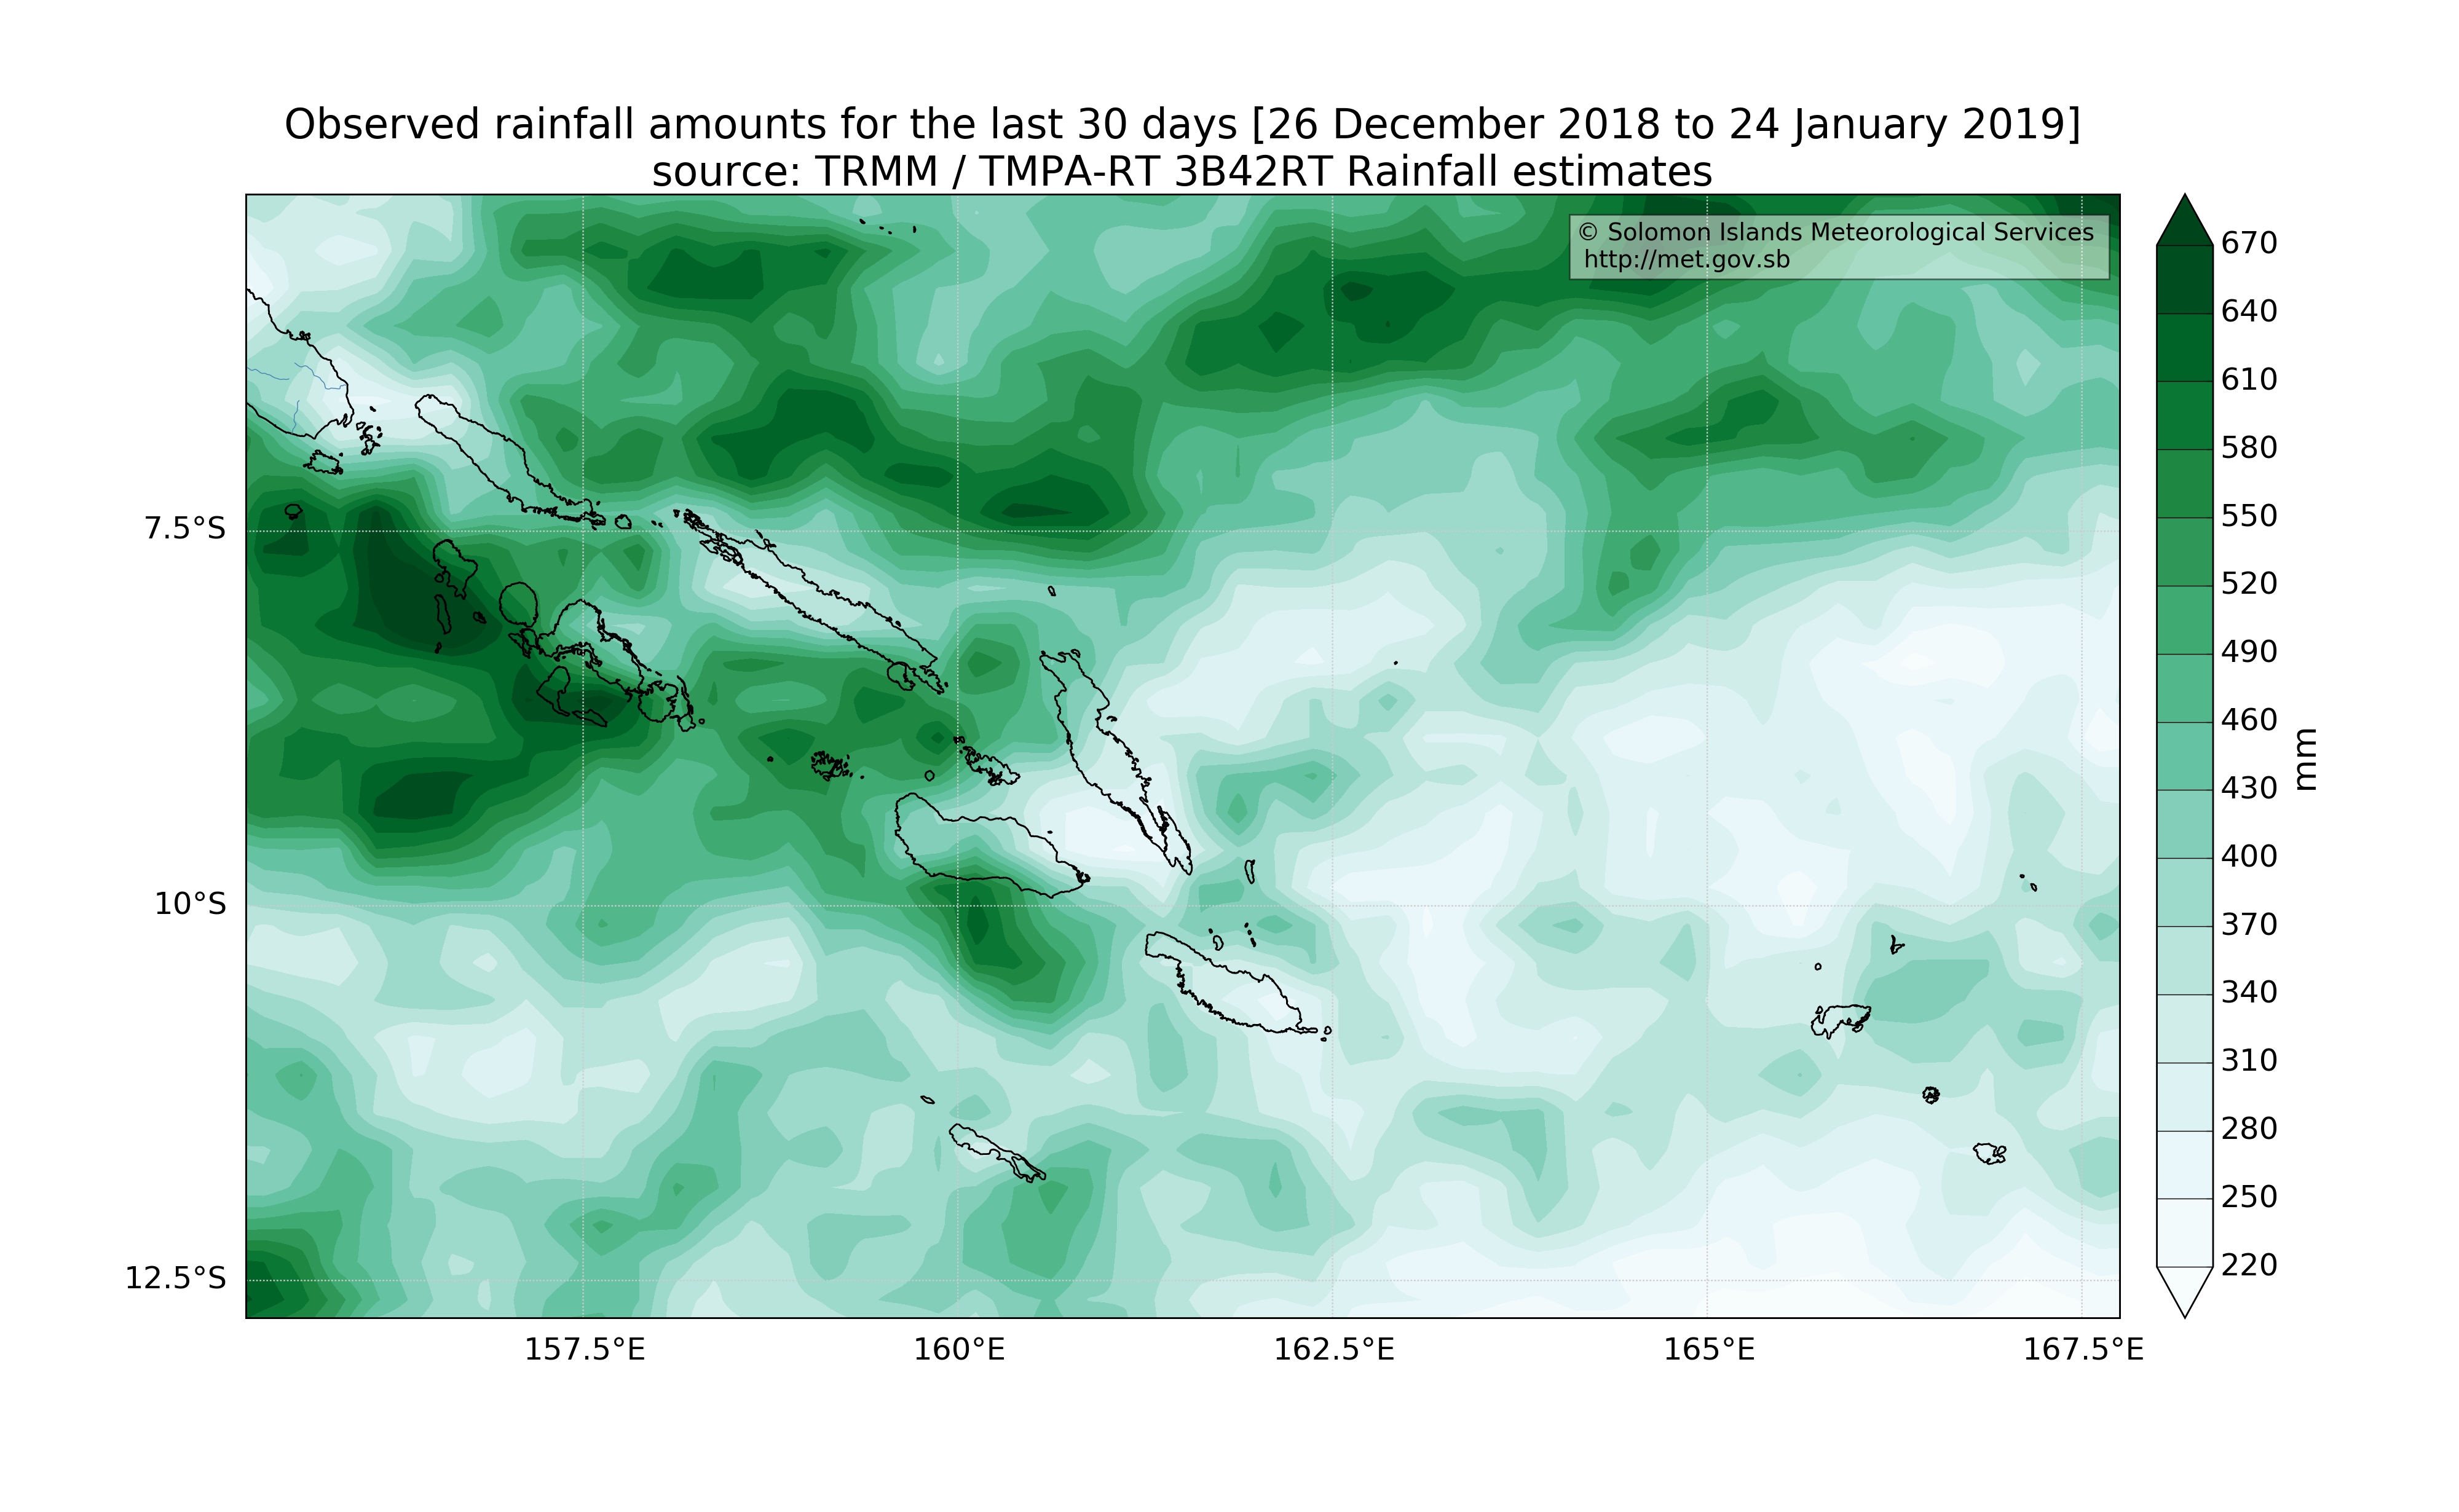 Observed rainfall amounts for the last 30 days [26 December 2018 to 24 January 2019]
source: TRMM / TMPA-RT 3B42RT Rainfall estimates
© Solomon Islands Meteorological Services
http://met.gov.sb
7.5°S
10°S
12.5°S
157.5°E
160°E
162.5°E
165°E
167.5°E
670
640
610
580
550
520
490
460
430
400
370
340
310
280
250
220
mm